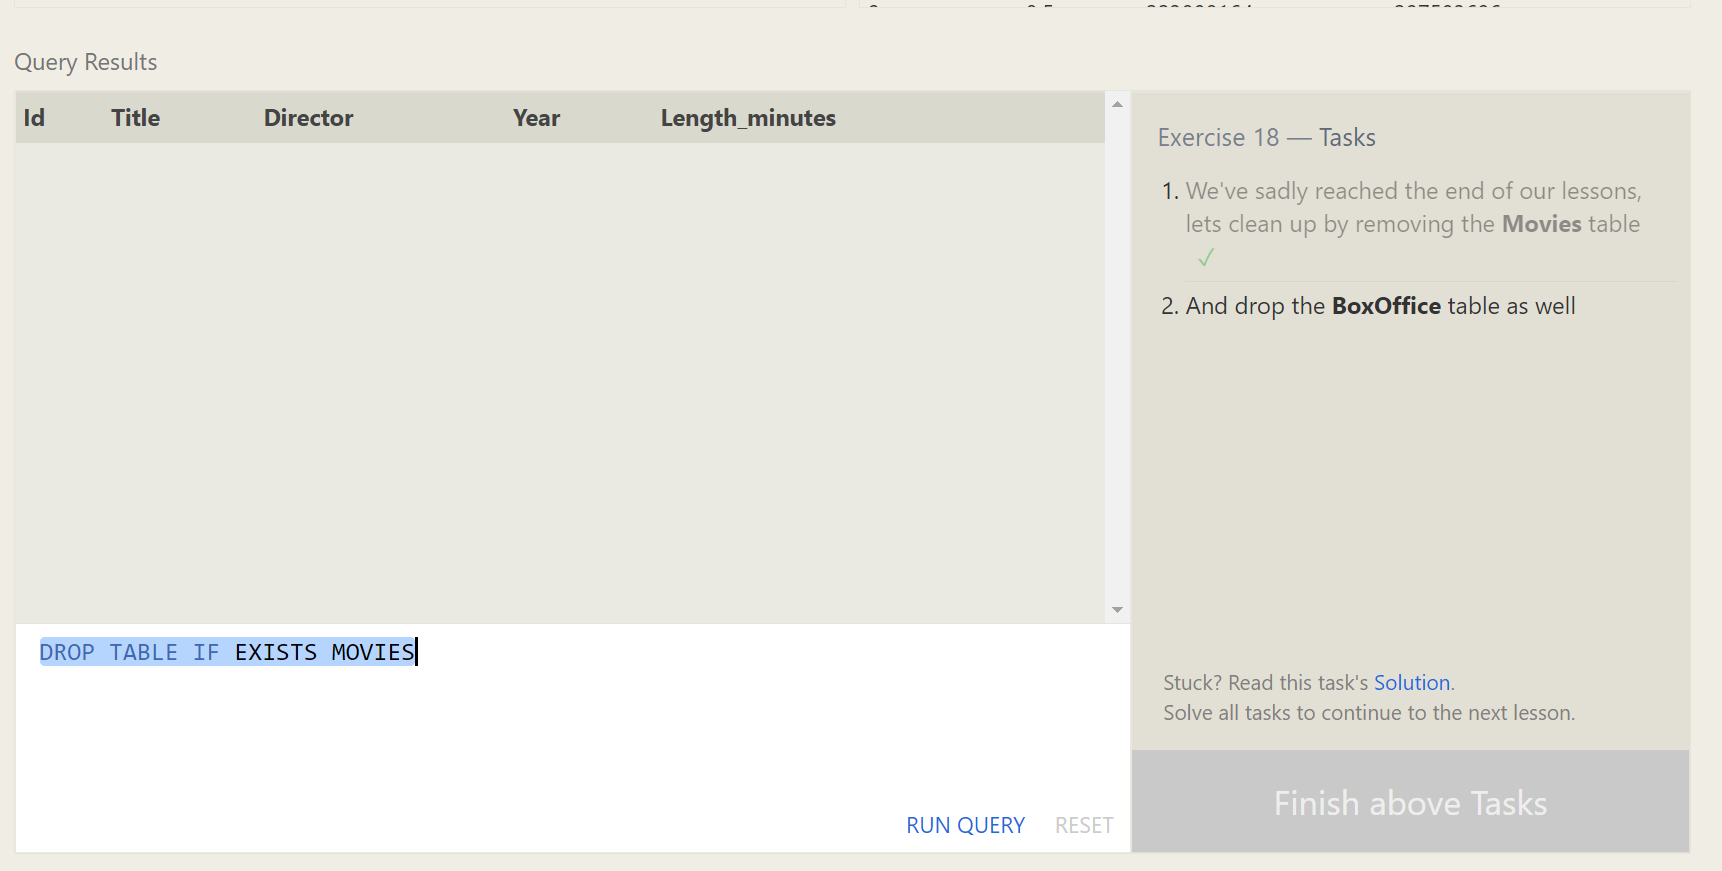 Query Results
Id Title Director Year Length_minutes
Exercise 18 — Tasks
1. We've sadly reached the end of our lessons,
lets clean up by removing the Movies table
✓
2. And drop the BoxOffice table as well
DROP TABLE IF EXISTS MOVIES
Stuck? Read this task's Solution.
Solve all tasks to continue to the next lesson.
RUN QUERY RESET
Finish above Tasks